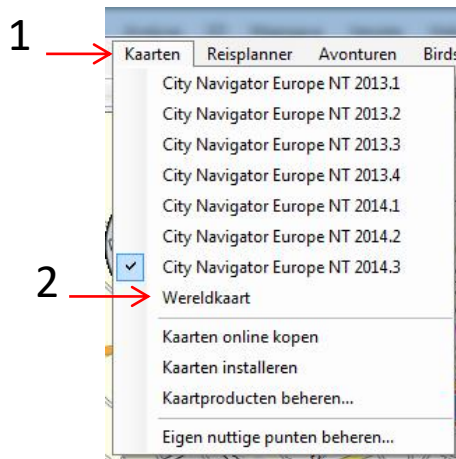 1
Kaarten Reisplanner Avonturen Birds
City Navigator Europe NT 2013.1
City Navigator Europe NT 2013.2
City Navigator Europe NT 2013.3
City Navigator Europe NT 2013.4
City Navigator Europe NT 2014.1
City Navigator Europe NT 2014.2
City Navigator Europe NT 2014.3
2 Wereldkaart
Kaarten online kopen
Kaarten installeren
Kaartproducten beheren...
Eigen nuttige punten beheren...